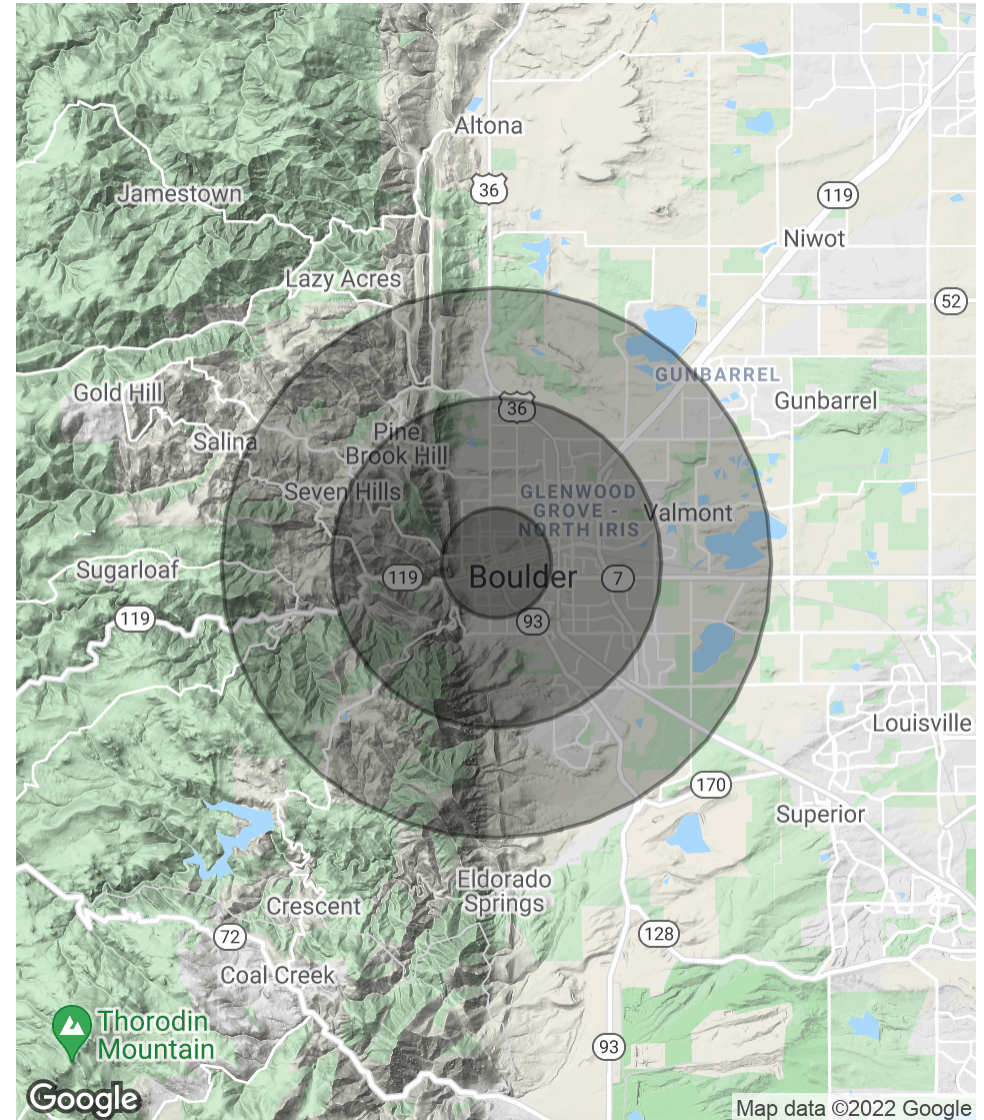 Altona
36
Jamestown
119
Niwot
Lazy Acres
52
GUNBARREL
Gold Hill
Gunbarrel
36
Salina
Pine
Brook Hill
Seven Hills
GLENWOOD
GROVE -
NORTH IRIS
Valmont
Sugarloaf
119
Boulder
7
119
93
Louisville
170
Superior
Eldorado
Springs
Crescent
72
128
Coal Creek
Thorodin
Mountain
93
Google
Map data ©2022 Google